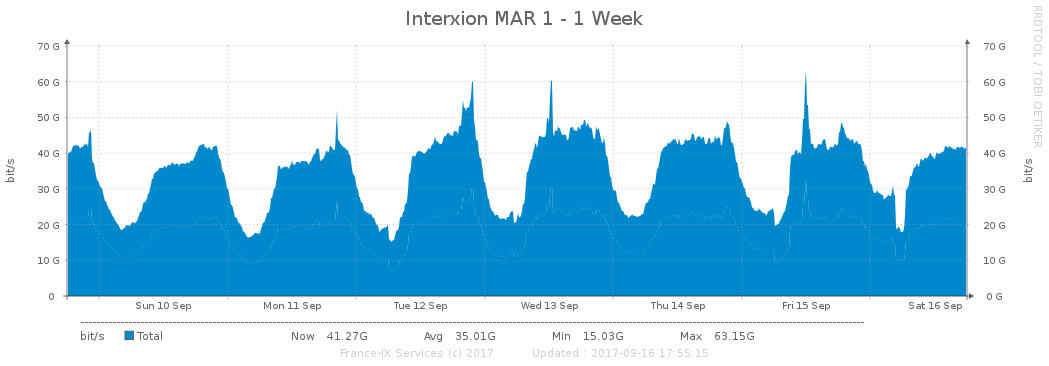 Interxion MAR 1 - 1 Week
RRDTOOL / TOBI OETIKER
70 G 70 G
60 G 60 G
50 G 50 G
40 G 40 G
30 G 30 G
20 G 20 G
10 G 10 G
0 0 G
bit/s bit/s
Sun 10 Sep Mon 11 Sep Tue 12 Sep Wed 13 Sep Thu 14 Sep Fri 15 Sep Sat 16 Sep
bit/s Total Now 41.27G Avg 35.01G Min 15.03G Max 63.15G
France-IX Services (c) 2017 Updated : 2017-09-16 17:55:15